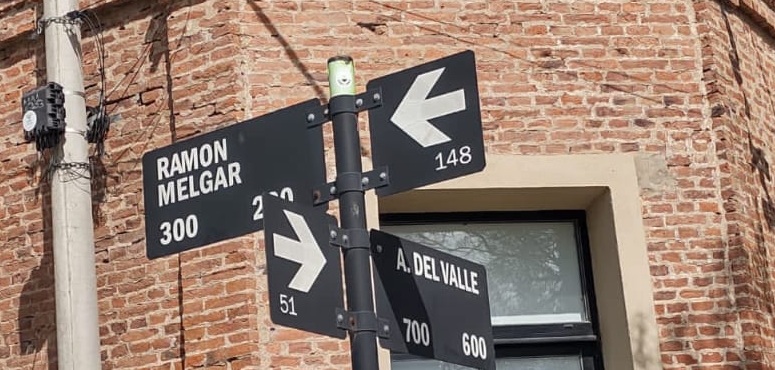 RAMON
MELGAR
300
148
51
A. DEL VALLE
700 600